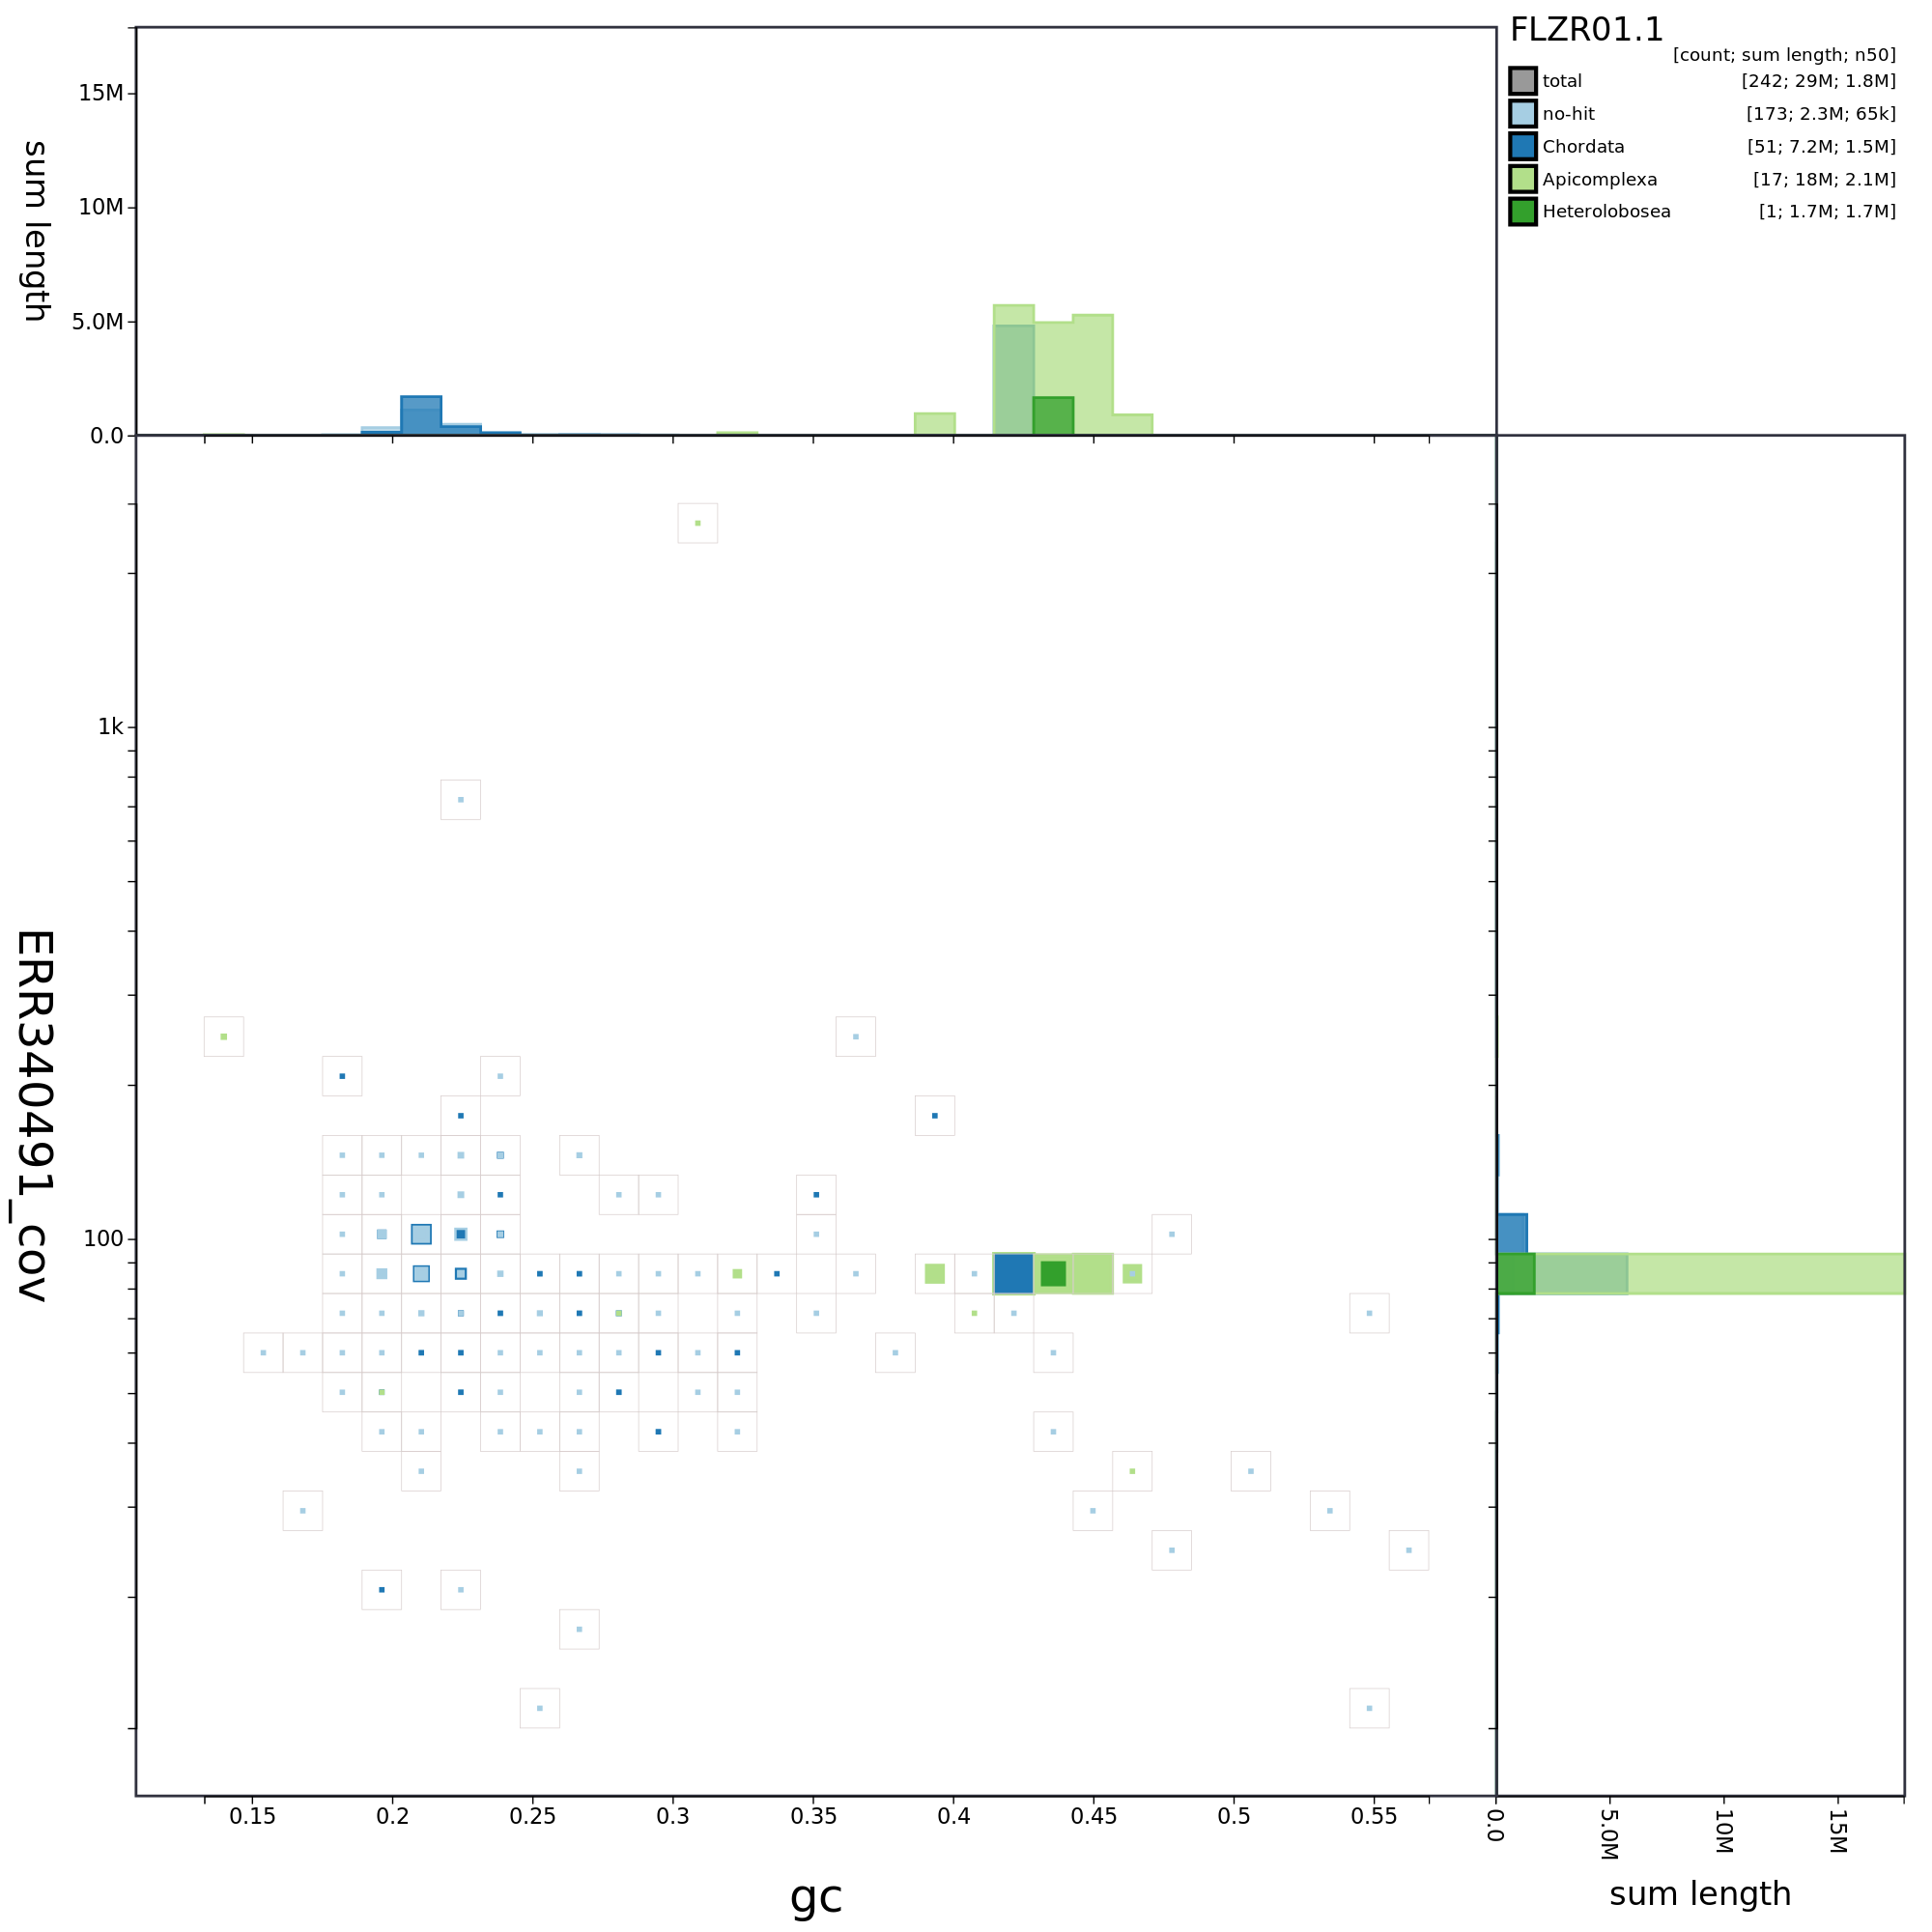 FLZR01.1
[count; sum length; n50]
total [242; 29M; 1.8M]
no-hit [173; 2.3M; 65k]
Chordata [51; 7.2M; 1.5M]
Apicomplexa [17; 18M; 2.1M]
Heterolobosea [1; 1.7M; 1.7M]
15M
10M
5.0M
0.0
sum length
1k
100
ERR340491_cov
0.15 0.2 0.25 0.3 0.35 0.4 0.45 0.5 0.55
gc
0.0 5.0M 10M 15M
sum length